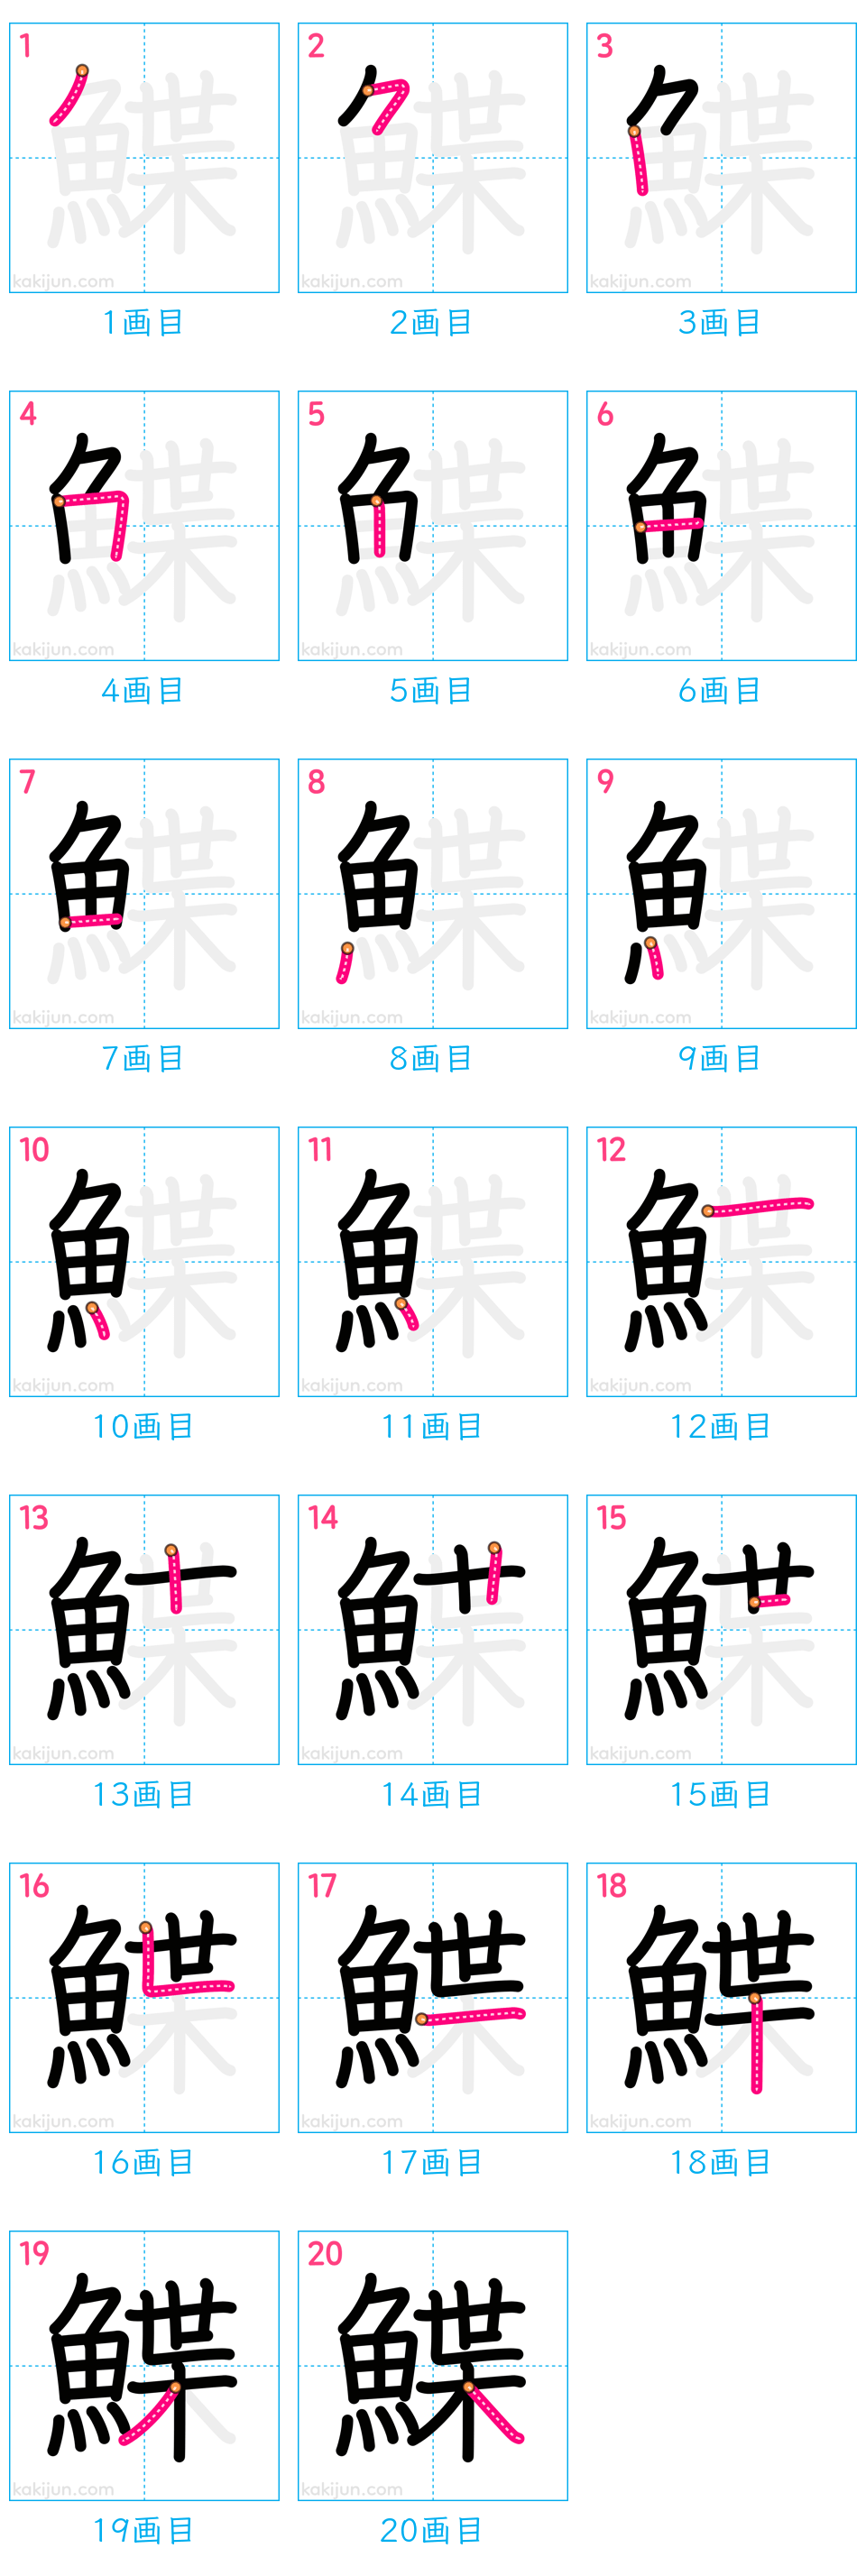 1 2 3
kakijun.com kakijun.com kakijun.com
1画目 2画目 3画目
4 5 6
kakijun.com kakijun.com kakijun.com
4画目 5画目 6画目
7 8 9
kakijun.com kakijun.com kakijun.com
7画目 8画目 9画目
10 11 12
kakijun.com kakijun.com kakijun.com
10画目 11画目 12画目
13 14 15
kakijun.com kakijun.com kakijun.com
13画目 14画目 15画目
16 17 18
kakijun.com kakijun.com kakijun.com
16画目 17画目 18画目
19 20
鰈 鰈
kakijun.com kakijun.com
19画目 20画目